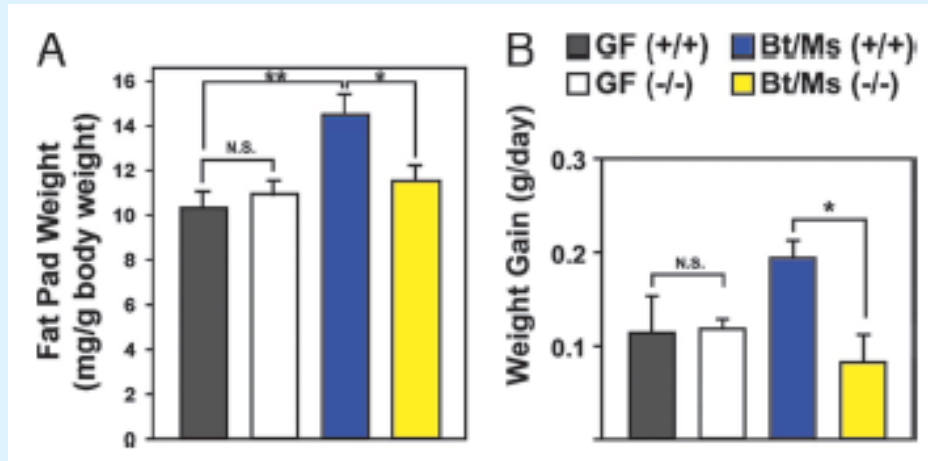 A
Fat Pad Weight
(mg/g body weight)
16
14
12
10
8
6
4
2
0
**
*
N.S.
B
GF (+/+) Bt/Ms (+/+)
GF (-/-) Bt/Ms (-/-)
Weight Gain (g/day)
0.3
0.2
0.1
*
N.S.